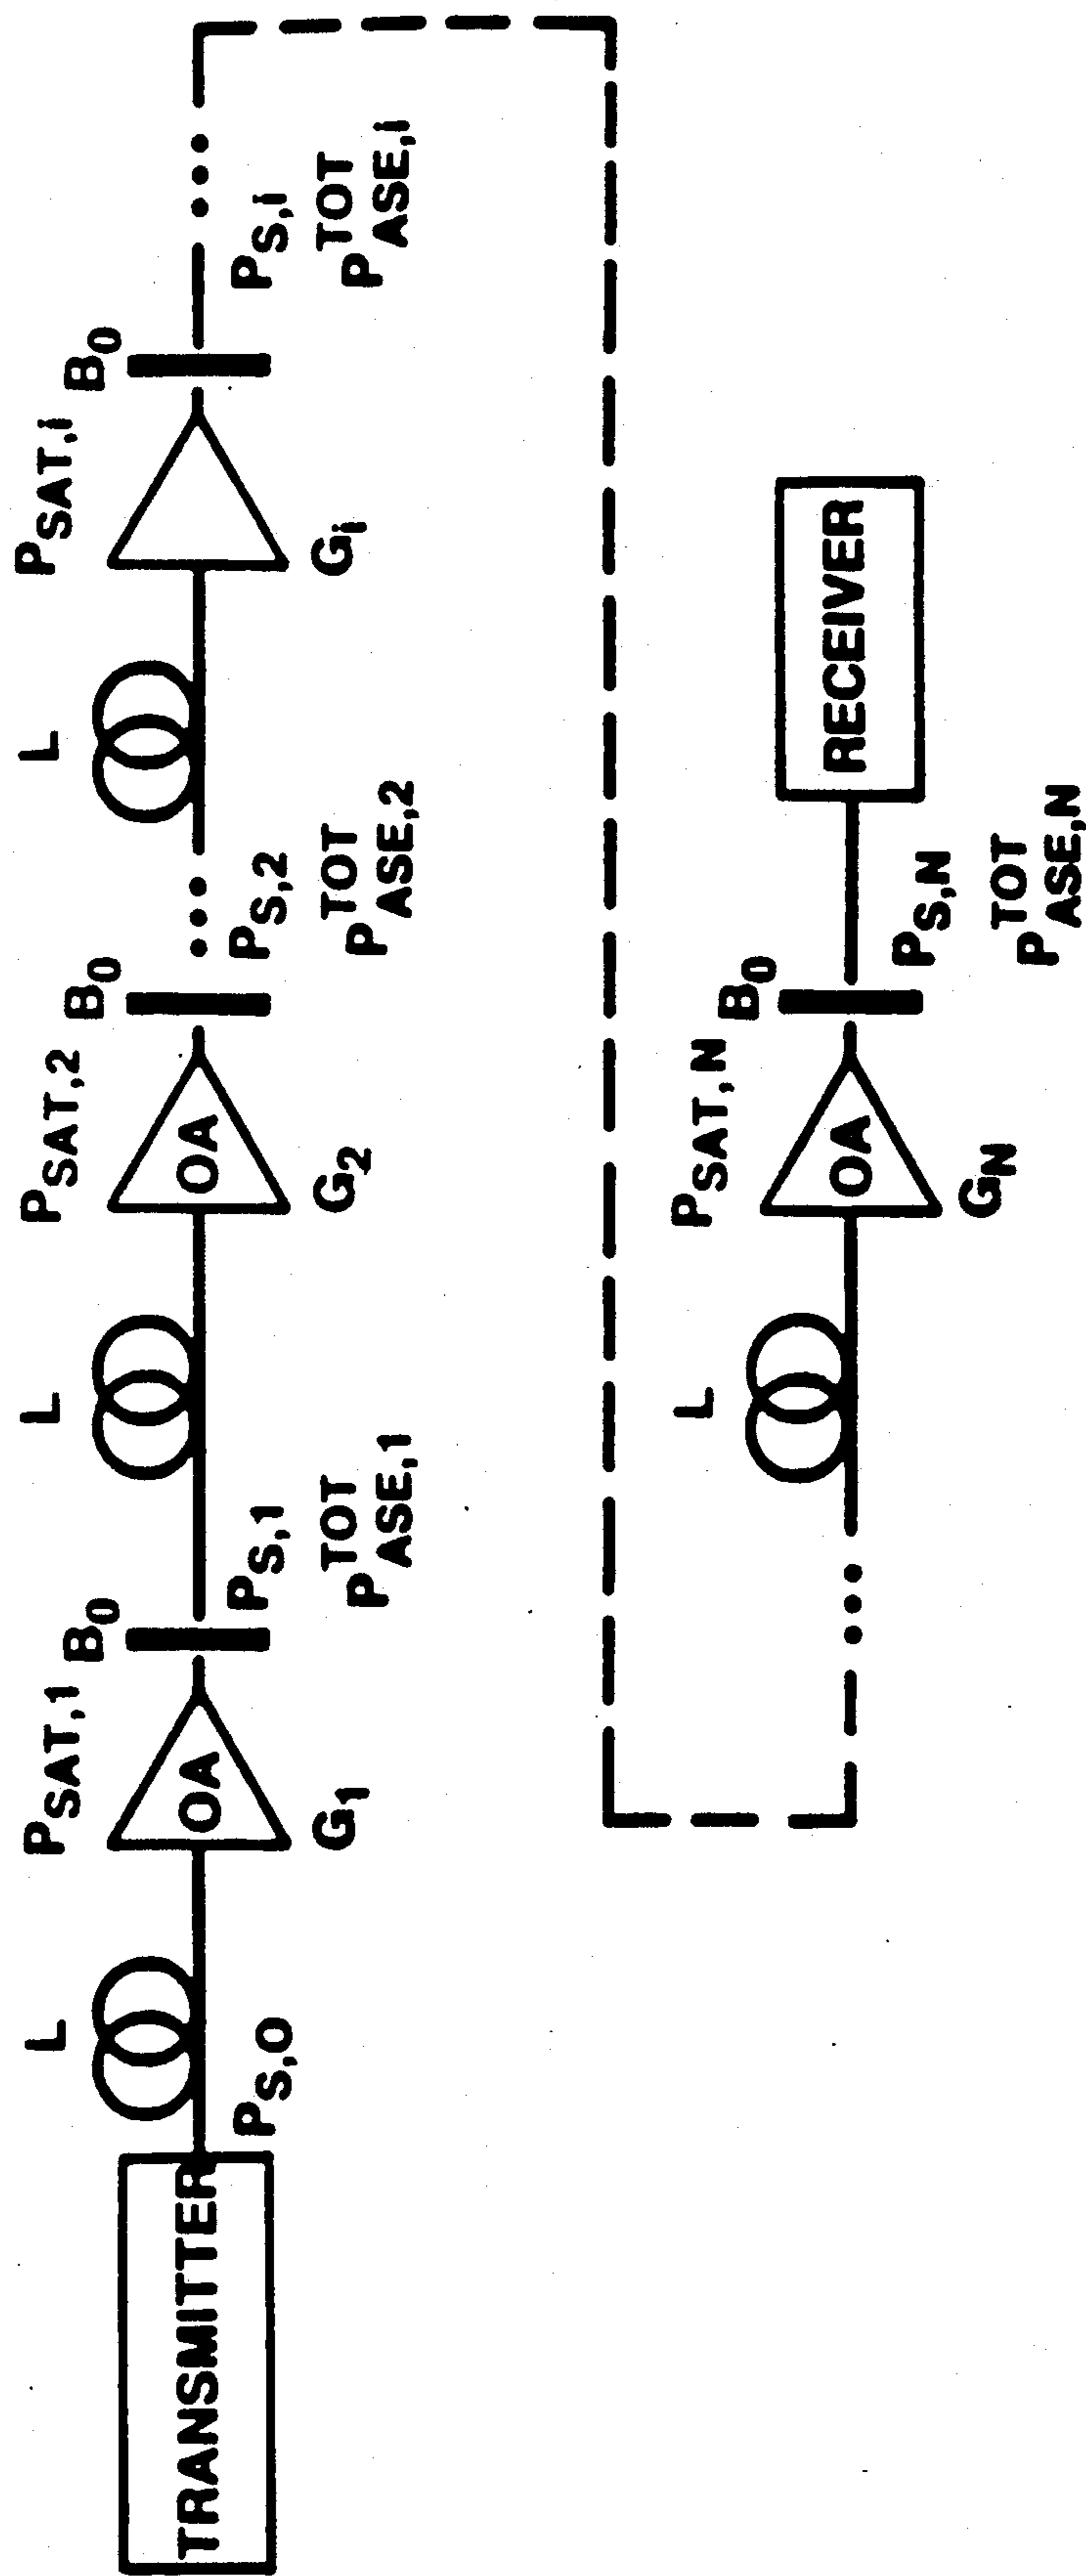 TRANSMITTER
P_S,0
L
P_SAT,1
OA
G_1
B_0
P_S,1
P^TOT_ASE,1
L
P_SAT,2
OA
G_2
B_0
P_S,2
P^TOT_ASE,2
L
P_SAT,i
G_i
B_0
P_S,i
P^TOT_ASE,i
L
P_SAT,N
OA
G_N
B_0
P_S,N
P^TOT_ASE,N
RECEIVER